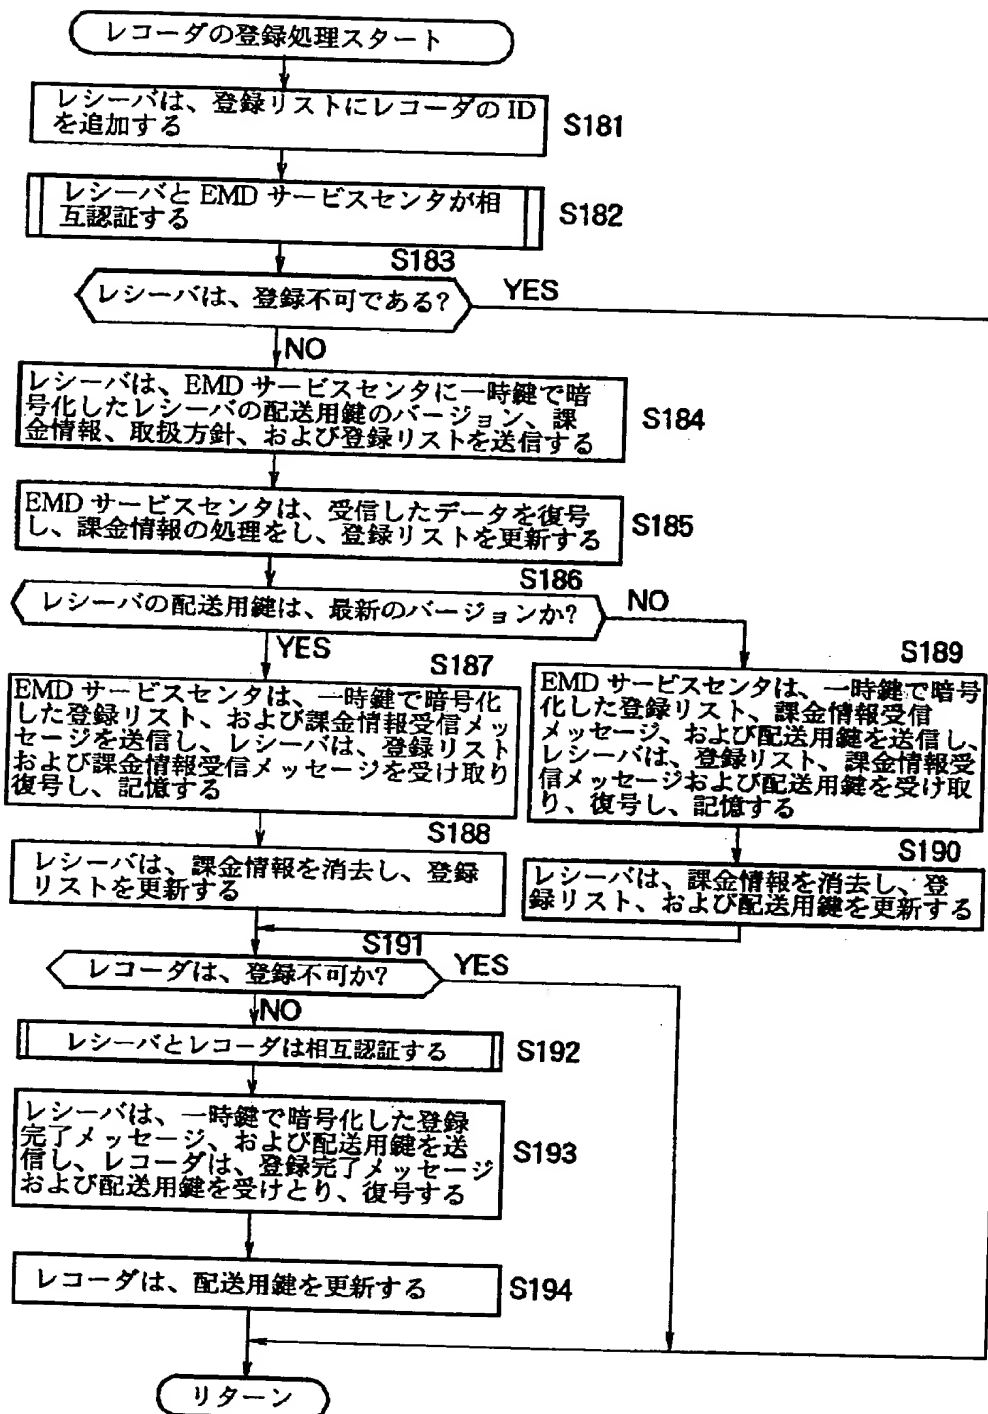 レコーダの登録処理スタート
レシーバは、登録リストにレコーダの ID
を追加する
S181
レシーバと EMD サービスセンタが相
互認証する
S182
S183
レシーバは、登録不可である?
YES
NO
レシーバは、EMD サービスセンタに一時鍵で暗
号化したレシーバの配送用鍵のバージョン、課
金情報、取扱方針、および登録リストを送信する
S184
EMD サービスセンタは、受信したデータを復号
し、課金情報の処理をし、登録リストを更新する
S185
S186
レシーバの配送用鍵は、最新のバージョンか?
NO
YES
S187
EMD サービスセンタは、一時鍵で暗号化
した登録リスト、および課金情報受信メッ
セージを送信し、レシーバは、登録リスト
および課金情報受信メッセージを受け取り
復号し、記憶する
S189
EMD サービスセンタは、一時鍵で暗号
化した登録リスト、課金情報受信
メッセージ、および配送用鍵を送信し、
レシーバは、登録リスト、課金情報受
信メッセージおよび配送用鍵を受け取
り、復号し、記憶する
S188
レシーバは、課金情報を消去し、登録
リストを更新する
S190
レシーバは、課金情報を消去し、登
録リスト、および配送用鍵を更新する
S191
レコーダは、登録不可か?
YES
NO
レシーバとレコーダは相互認証する
S192
レシーバは、一時鍵で暗号化した登録
完了メッセージ、および配送用鍵を送
信し、レコーダは、登録完了メッセージ
および配送用鍵を受けとり、復号する
S193
レコーダは、配送用鍵を更新する
S194
リターン